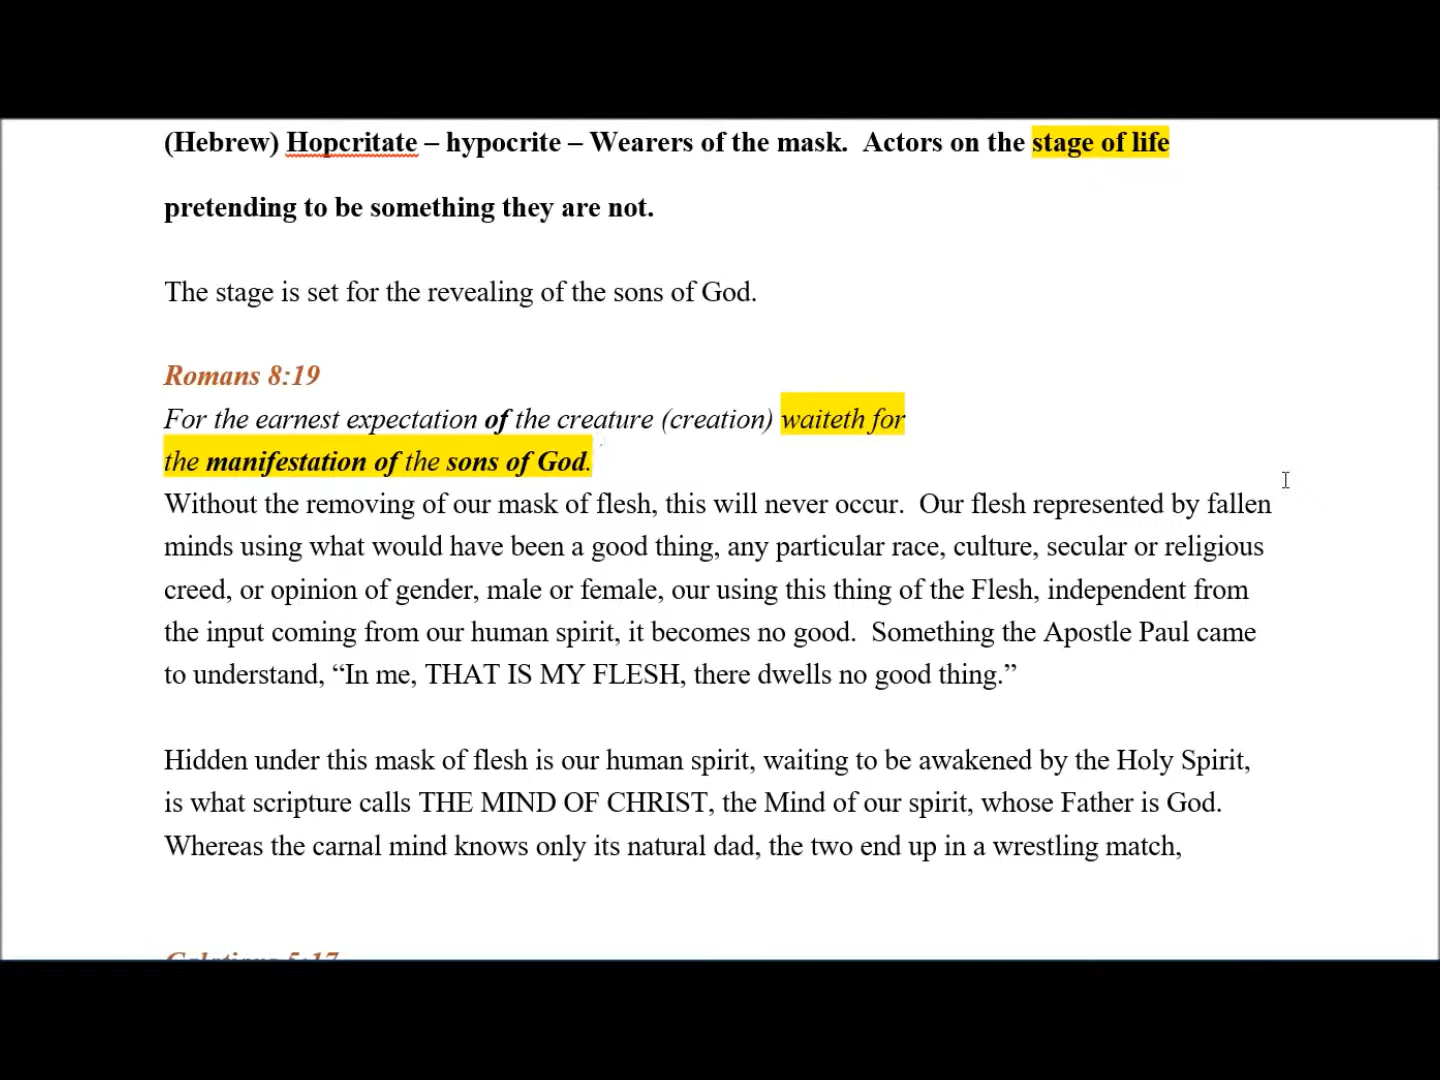 (Hebrew) Hopcritate – hypocrite – Wearers of the mask.  Actors on the stage of life
pretending to be something they are not.
The stage is set for the revealing of the sons of God.
Romans 8:19
For the earnest expectation of the creature (creation) waiteth for
the manifestation of the sons of God.
Without the removing of our mask of flesh, this will never occur.  Our flesh represented by fallen
minds using what would have been a good thing, any particular race, culture, secular or religious
creed, or opinion of gender, male or female, our using this thing of the Flesh, independent from
the input coming from our human spirit, it becomes no good.  Something the Apostle Paul came
to understand, “In me, THAT IS MY FLESH, there dwells no good thing.”
Hidden under this mask of flesh is our human spirit, waiting to be awakened by the Holy Spirit,
is what scripture calls THE MIND OF CHRIST, the Mind of our spirit, whose Father is God.
Whereas the carnal mind knows only its natural dad, the two end up in a wrestling match,
Galatians 5:17